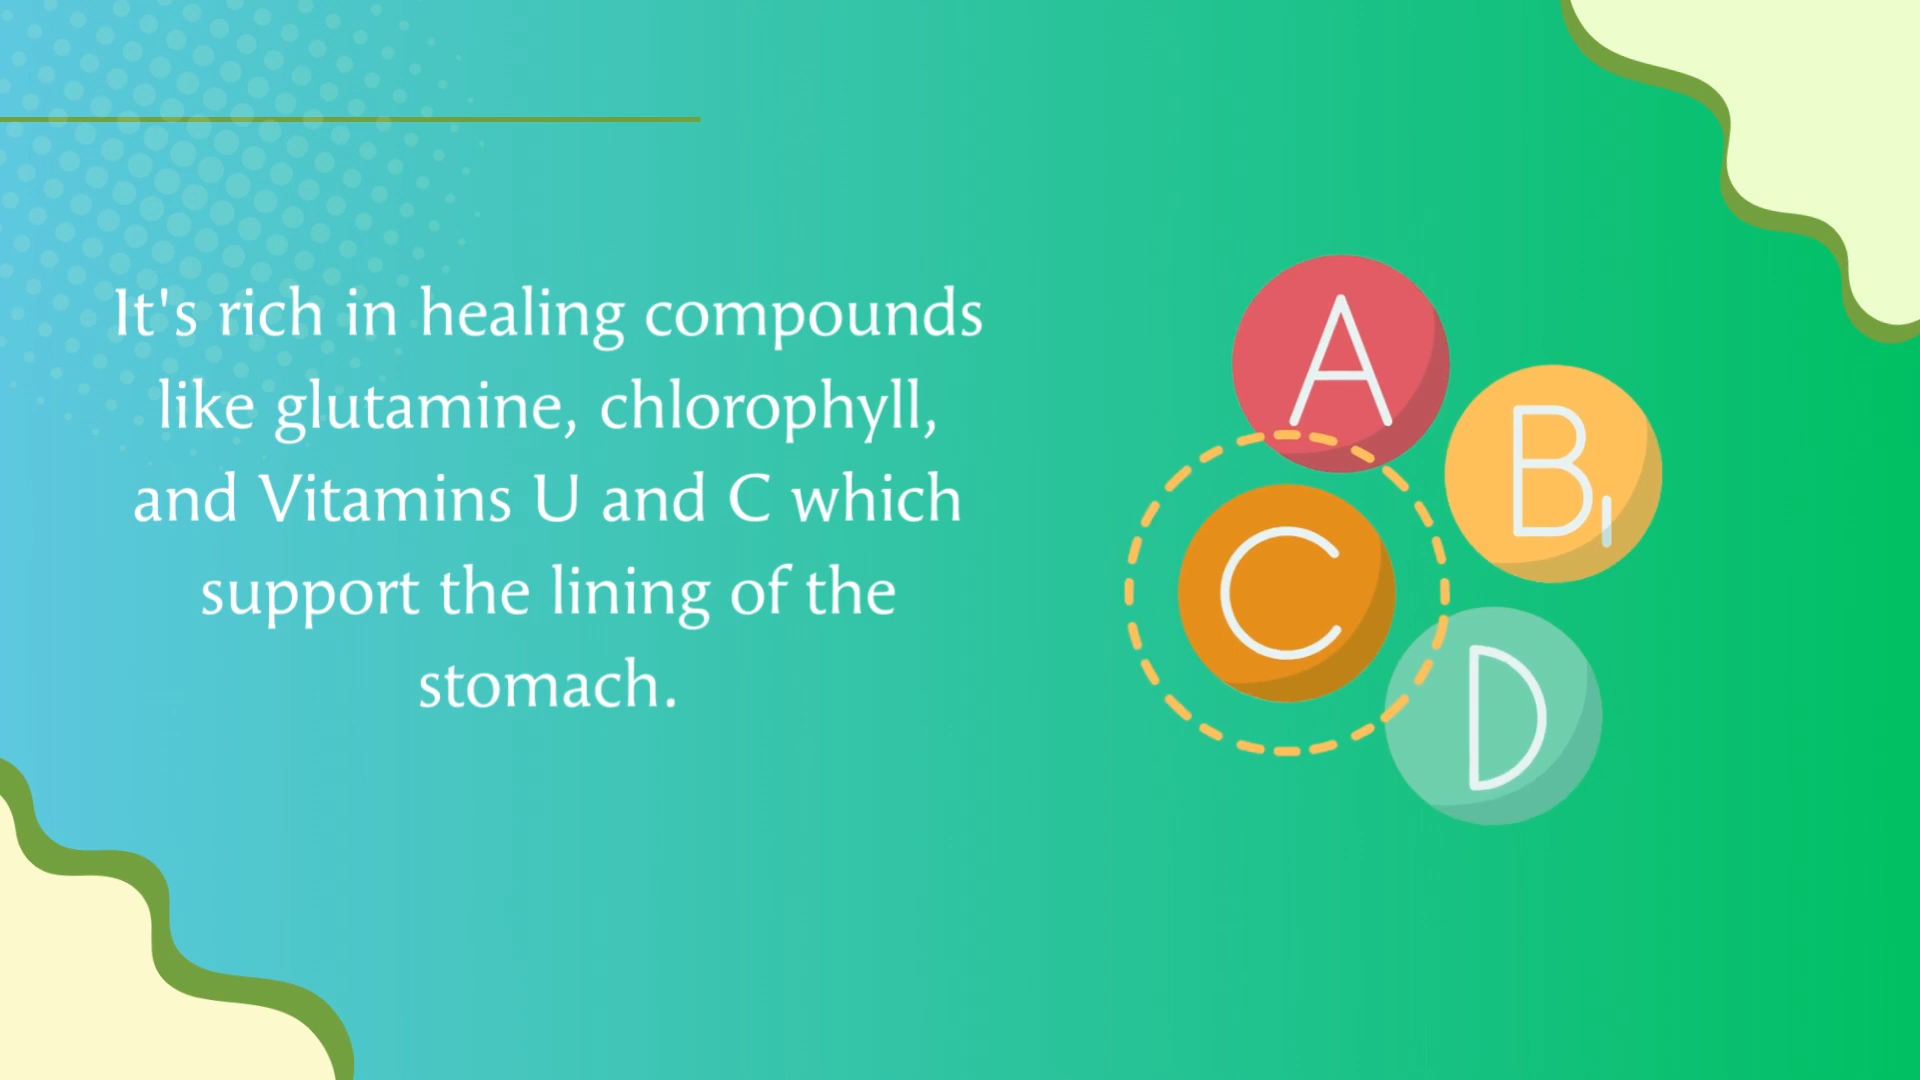 It's rich in healing compounds
like glutamine, chlorophyll,
and Vitamins U and C which
support the lining of the
stomach.
A
B₁
C
D